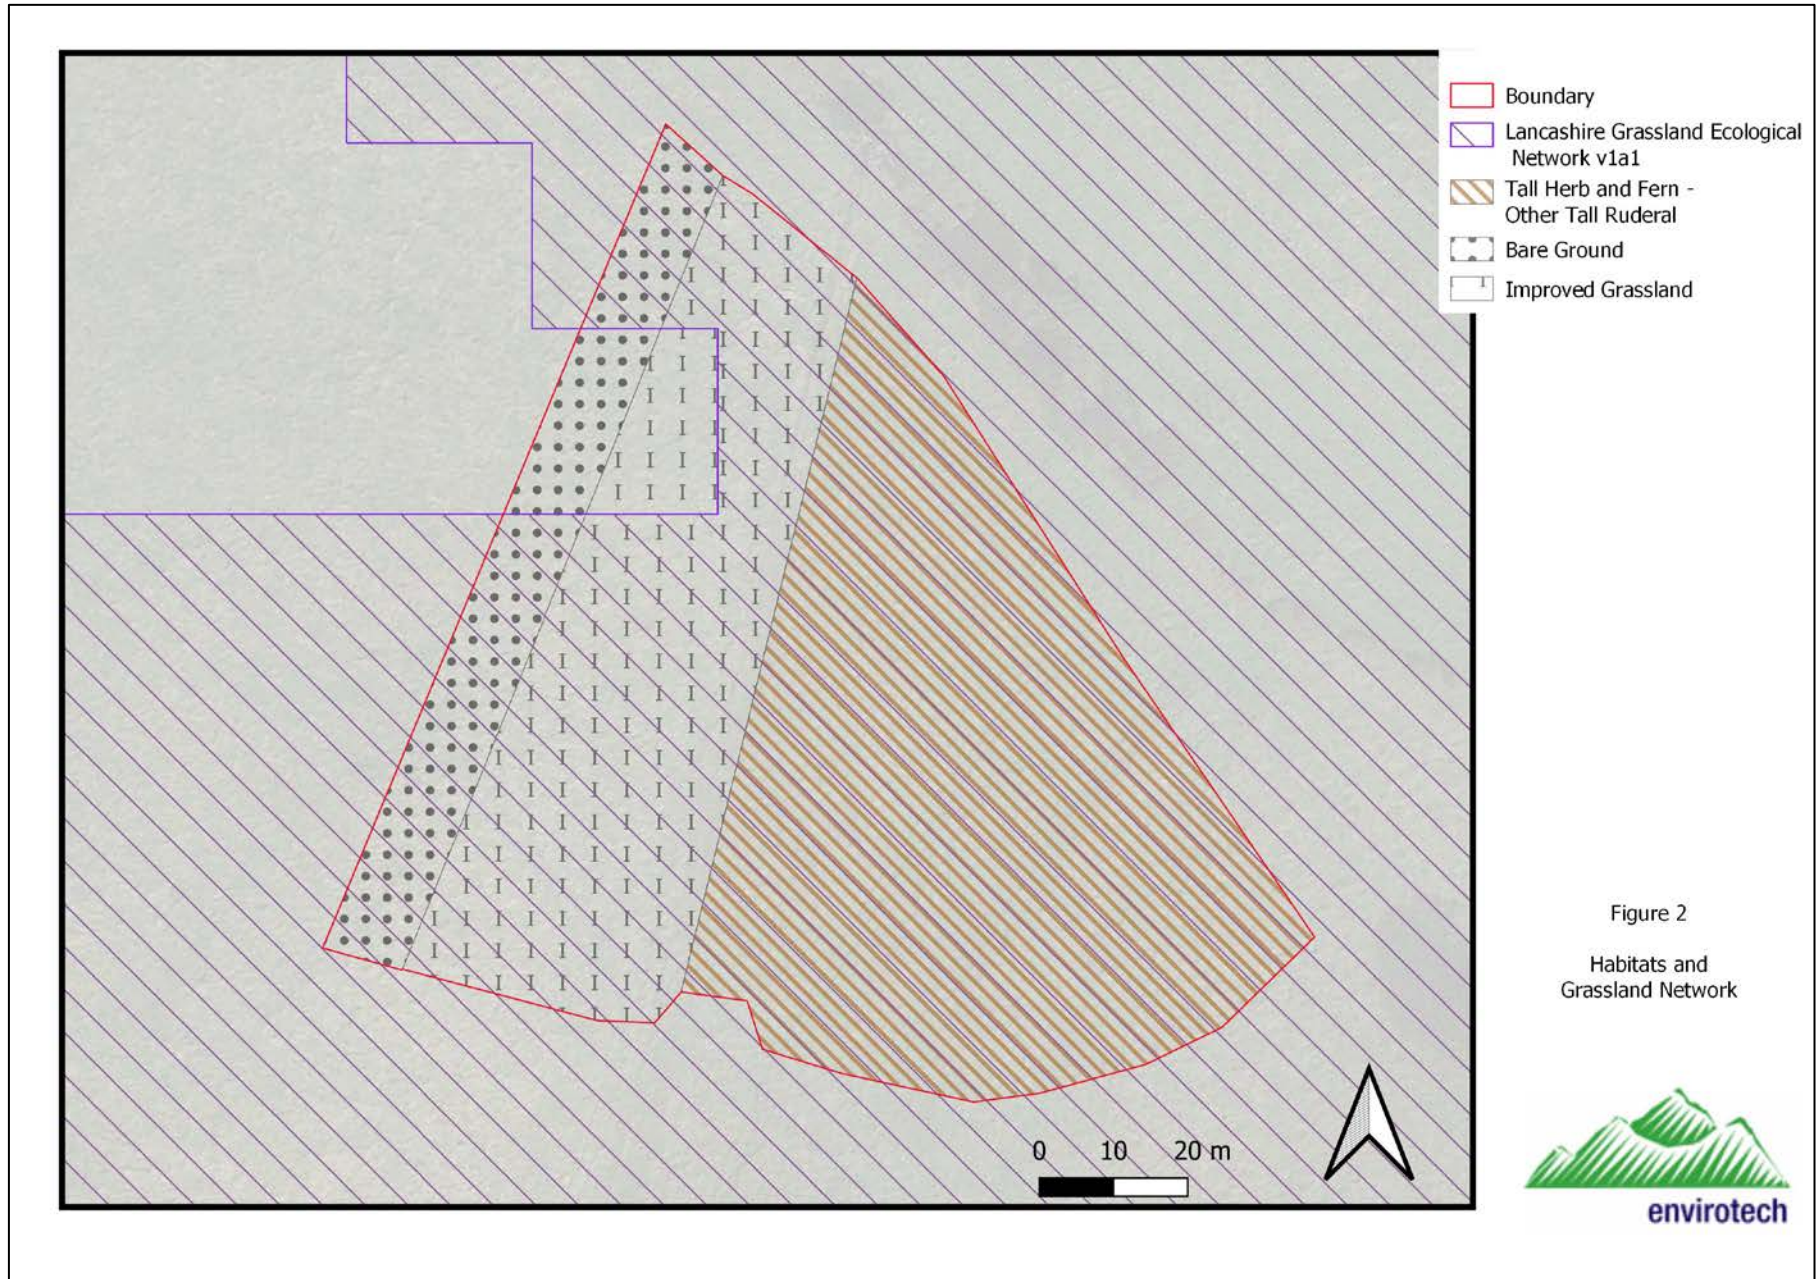 Boundary
Lancashire Grassland Ecological
Network v1a1
Tall Herb and Fern -
Other Tall Ruderal
Bare Ground
Improved Grassland
Figure 2
Habitats and
Grassland Network
0 10 20 m
envirotech